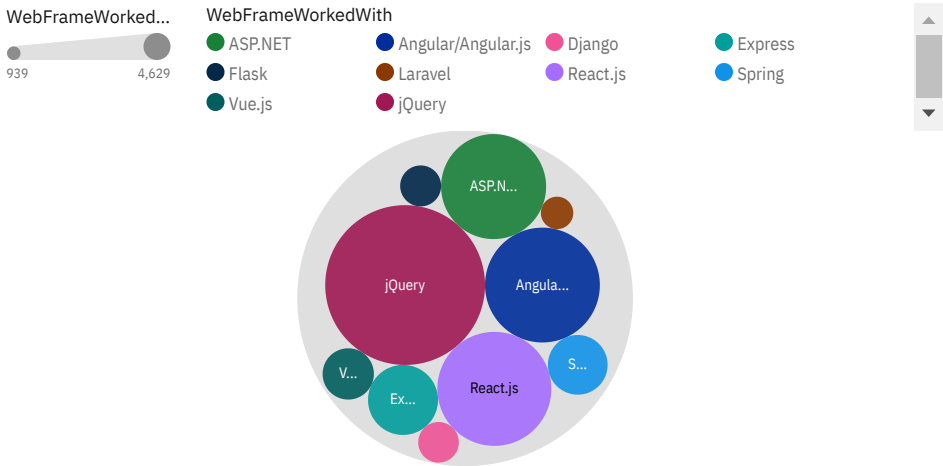 WebFrameWorked...
939 4,629
WebFrameWorkedWith
ASP.NET Angular/Angular.js Django Express
Flask Laravel React.js Spring
Vue.js jQuery
ASP.N...
jQuery
Angula...
S...
V...
React.js
Ex...